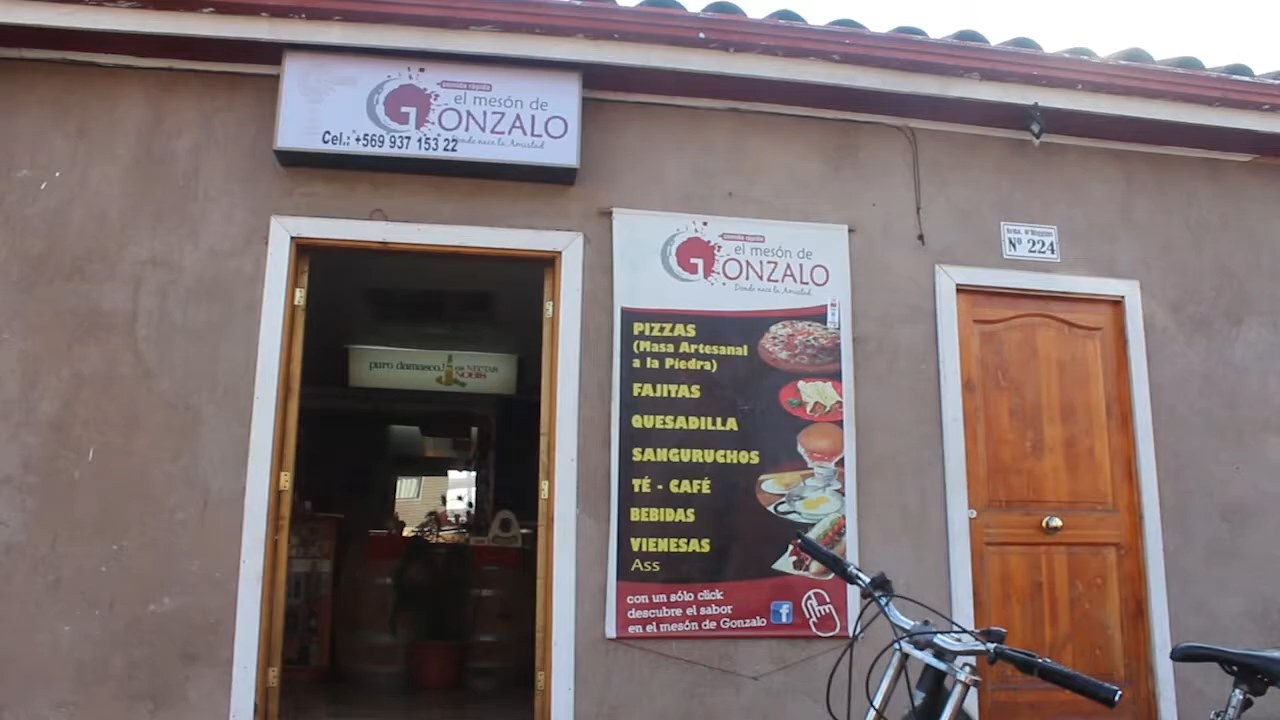 comida rápida
el mesón de
GONZALO
Donde nace la Amistad
Cel.: +569 937 153 22
comida rápida
el mesón de
GONZALO
Donde nace la Amistad
PIZZAS
(Masa Artesanal
a la Piedra)
FAJITAS
QUESADILLA
SANGURUCHOS
TÉ - CAFÉ
BEBIDAS
VIENESAS
Ass
con un sólo click
descubre el sabor
en el mesón de Gonzalo
f
puro damasco!
NECTAR
Nº 224